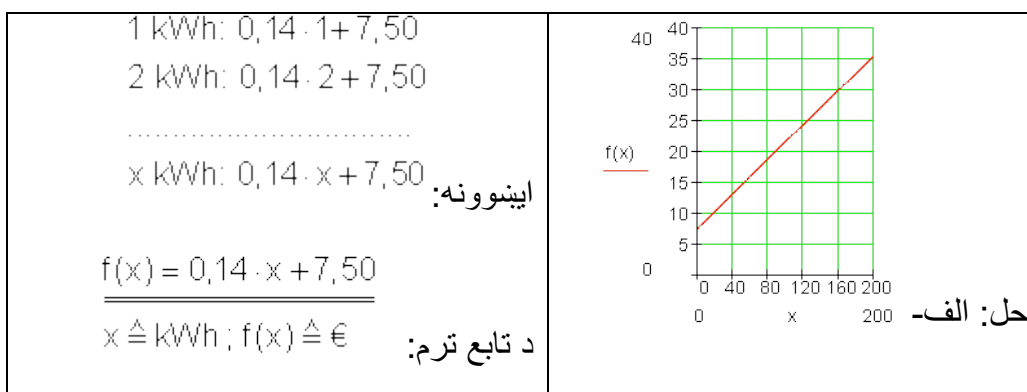 حل: الف-
40
40
35
30
25
20
15
10
5
f(x)
0
0 40 80 120 160 200
0 x 200
1 kWh: 0,14 · 1+ 7,50
2 kWh: 0,14 · 2 + 7,50
................................
x kWh: 0,14 · x + 7,50
ایښوونه:
f(x) = 0,14 · x + 7,50
x ≙ kWh ; f(x) ≙ €
د تابع ترم: